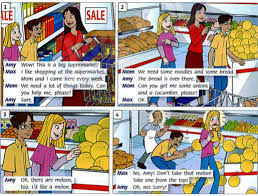 1
SALE
SALE
Amy Wow! This is a big supermarket.
Max I like shopping at the supermarket.
Mom and I come here every week.
Mom We need a lot of things today. Can
you help me, please?
Amy Sure.
2
Mom We need some noodles and some bread.
Amy The bread is over there.
Mom Can you get me some onions
and a cucumber, please?
Max OK.
3
Amy Oh, there are melons,
too. I'd like a melon.
4
Max No, Amy! Don't take that melon!
Take one from the top!
Amy Oh, no! Sorry!